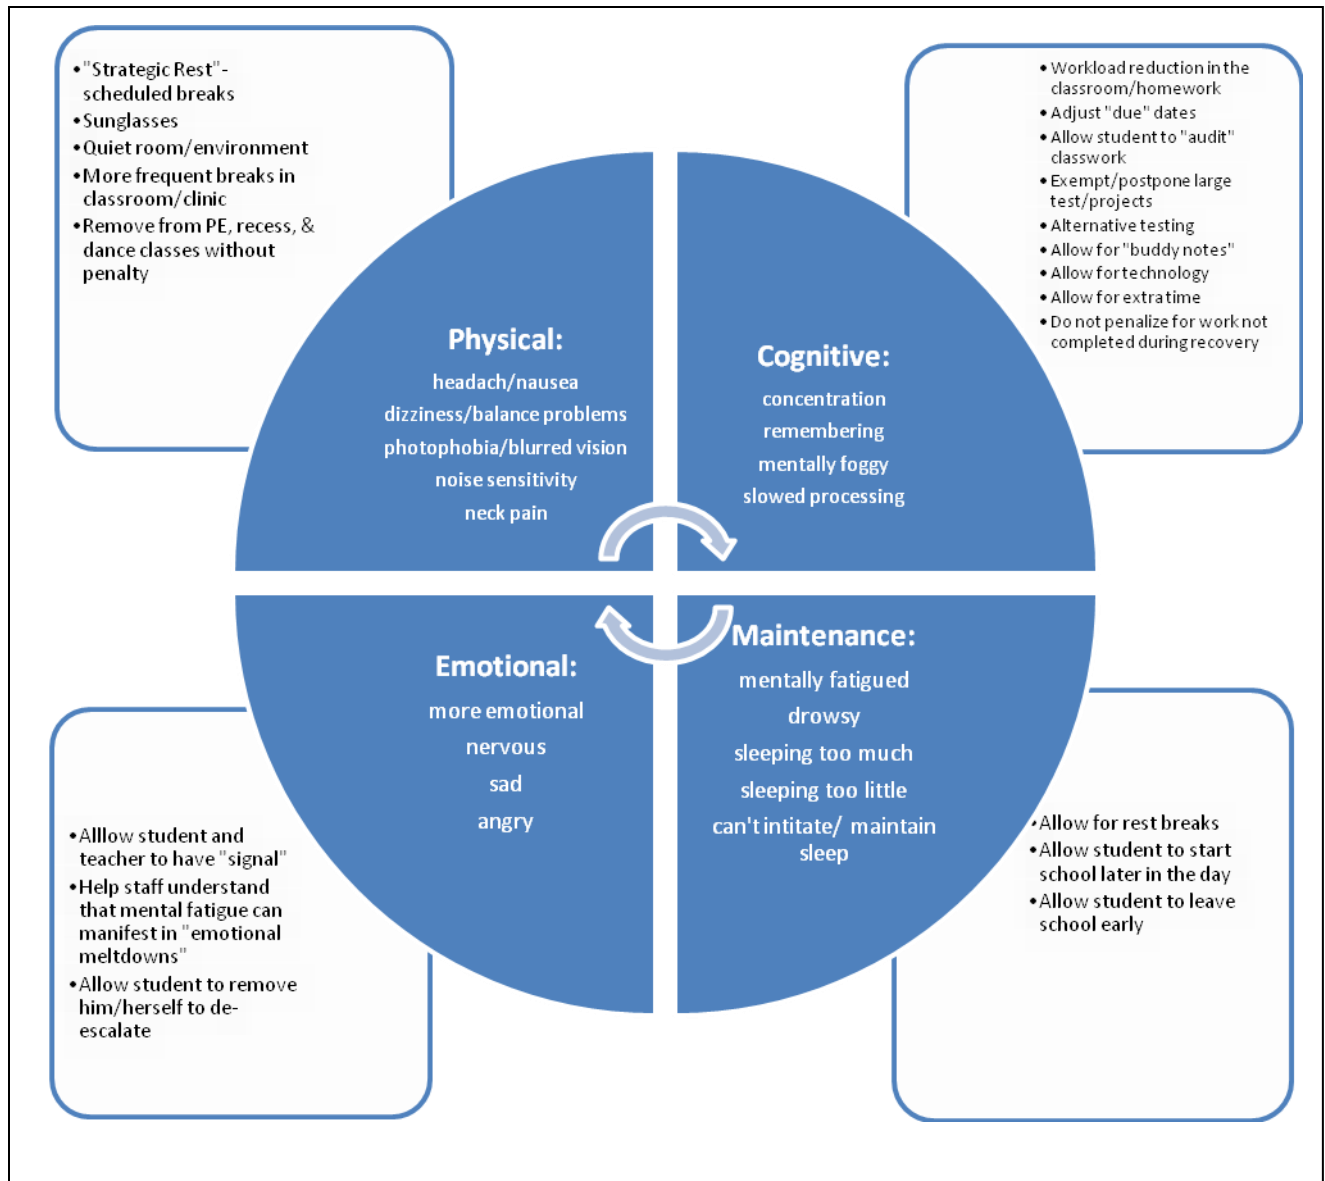 •"Strategic Rest"-
scheduled breaks
•Sunglasses
•Quiet room/environment
•More frequent breaks in
classroom/clinic
•Remove from PE, recess, &
dance classes without
penalty
•Workload reduction in the
classroom/homework
•Adjust "due" dates
•Allow student to "audit"
classwork
•Exempt/postpone large
test/projects
•Alternative testing
•Allow for "buddy notes"
•Allow for technology
•Allow for extra time
•Do not penalize for work not
completed during recovery
Physical:
headach/nausea
dizziness/balance problems
photophobia/blurred vision
noise sensitivity
neck pain
Cognitive:
concentration
remembering
mentally foggy
slowed processing
Emotional:
more emotional
nervous
sad
angry
Maintenance:
mentally fatigued
drowsy
sleeping too much
sleeping too little
can't intitate/ maintain
sleep
•Alllow student and
teacher to have "signal"
•Help staff understand
that mental fatigue can
manifest in "emotional
meltdowns"
•Allow student to remove
him/herself to de-
escalate
•Allow for rest breaks
•Allow student to start
school later in the day
•Allow student to leave
school early